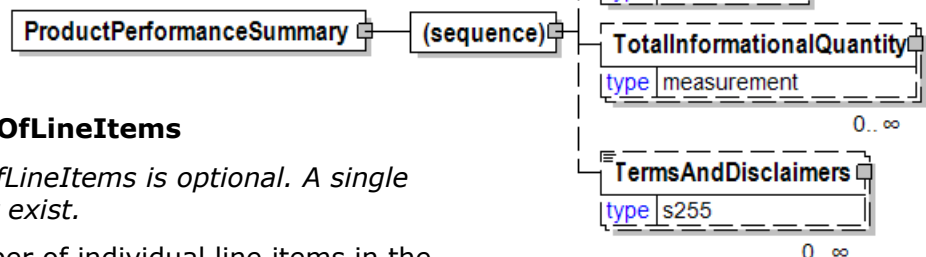 ProductPerformanceSummary
(sequence)
TotalInformationalQuantity
type measurement
0.. ∞
TermsAndDisclaimers
type s255
0.. ∞
OfLineItems
fLineItems is optional. A single
exist.
er of individual line items in the